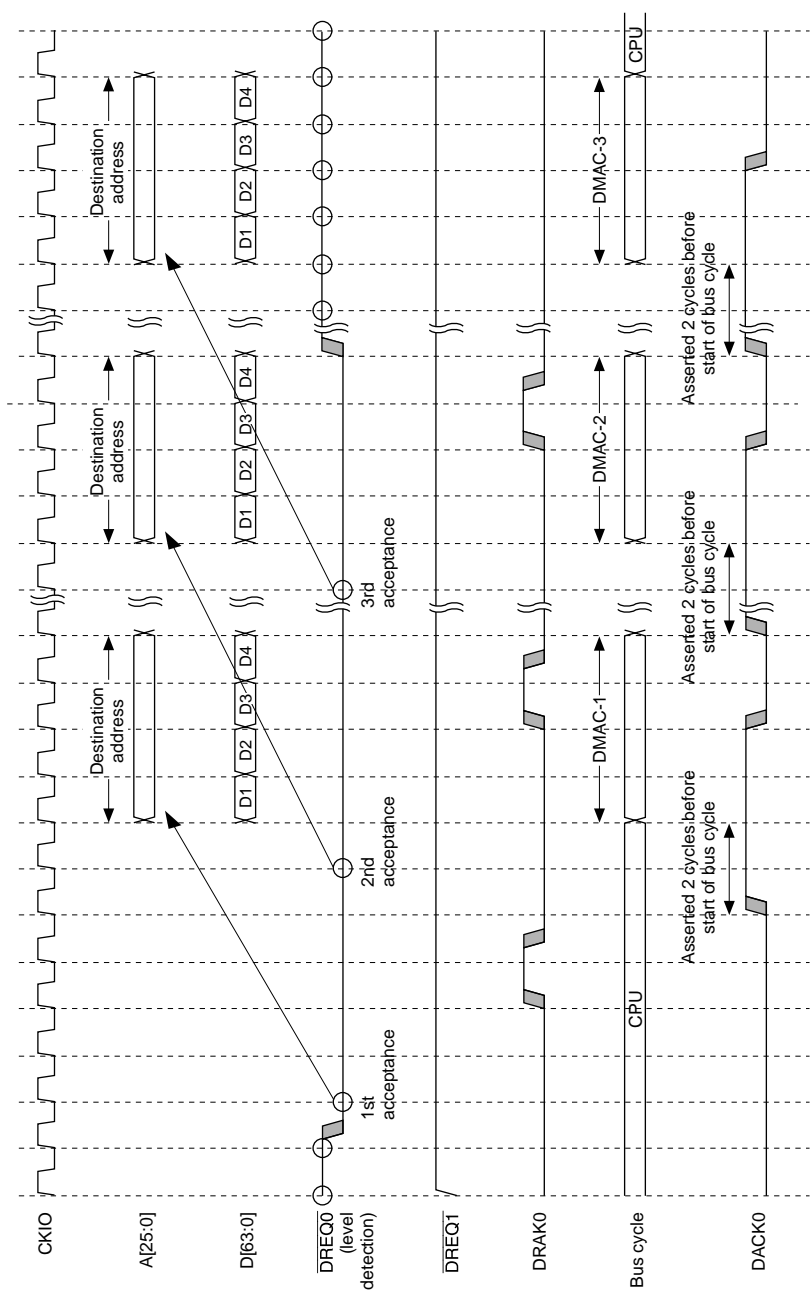 CKIO
A[25:0]
Destination
address
Destination
address
Destination
address
D[63:0]
D1 D2 D3 D4
D1 D2 D3 D4
D1 D2 D3 D4
DREQ0
(level
detection)
1st
acceptance
2nd
acceptance
3rd
acceptance
DREQ1
DRAK0
Bus cycle
CPU
DMAC-1
DMAC-2
DMAC-3
CPU
Asserted 2 cycles before
start of bus cycle
Asserted 2 cycles before
start of bus cycle
Asserted 2 cycles before
start of bus cycle
DACK0